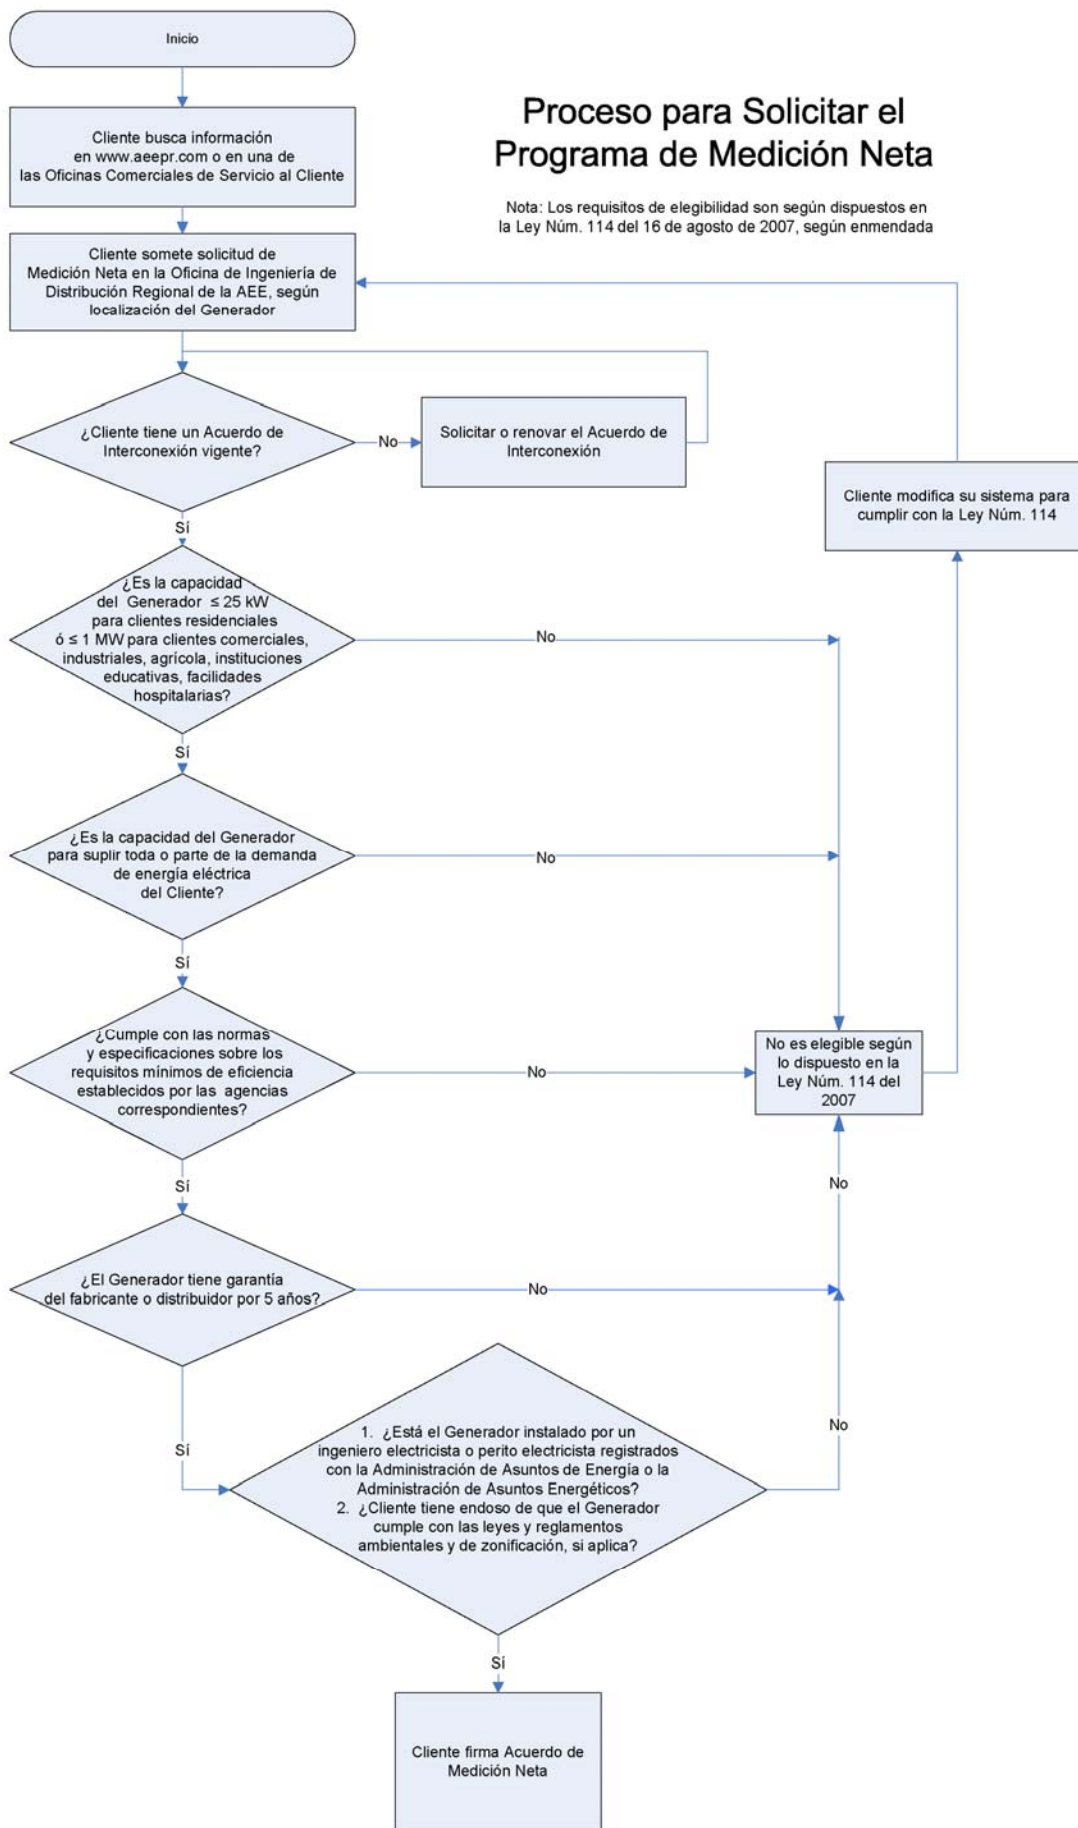 Inicio
Proceso para Solicitar el
Programa de Medición Neta
Nota: Los requisitos de elegibilidad son según dispuestos en
la Ley Núm. 114 del 16 de agosto de 2007, según enmendada
Cliente busca información
en www.aeepr.com o en una de
las Oficinas Comerciales de Servicio al Cliente
Cliente somete solicitud de
Medición Neta en la Oficina de Ingeniería de
Distribución Regional de la AEE, según
localización del Generador
¿Cliente tiene un Acuerdo de
Interconexión vigente?
No
Solicitar o renovar el Acuerdo de
Interconexión
Cliente modifica su sistema para
cumplir con la Ley Núm. 114
Sí
¿Es la capacidad
del Generador ≤ 25 kW
para clientes residenciales
ó ≤ 1 MW para clientes comerciales,
industriales, agrícola, instituciones
educativas, facilidades
hospitalarias?
No
Sí
¿Es la capacidad del Generador
para suplir toda o parte de la demanda
de energía eléctrica
del Cliente?
No
Sí
¿Cumple con las normas
y especificaciones sobre los
requisitos mínimos de eficiencia
establecidos por las agencias
correspondientes?
No
No es elegible según
lo dispuesto en la
Ley Núm. 114 del
2007
Sí
No
¿El Generador tiene garantía
del fabricante o distribuidor por 5 años?
No
Sí
1. ¿Está el Generador instalado por un
ingeniero electricista o perito electricista registrados
con la Administración de Asuntos de Energía o la
Administración de Asuntos Energéticos?
2. ¿Cliente tiene endoso de que el Generador
cumple con las leyes y reglamentos
ambientales y de zonificación, si aplica?
No
Sí
Cliente firma Acuerdo de
Medición Neta